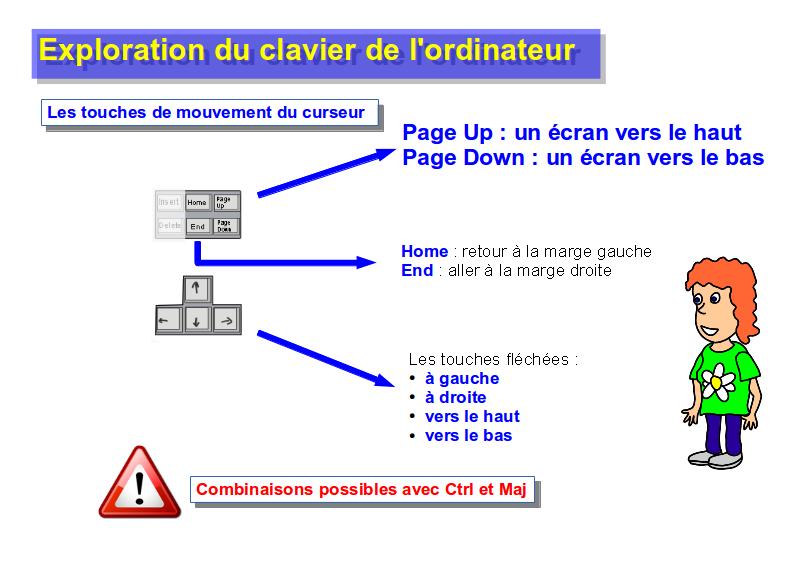 Exploration du clavier de l'ordinateur
Les touches de mouvement du curseur
Page Up : un écran vers le haut
Page Down : un écran vers le bas
Insert Home Page Up
Delete End Page Down
Home : retour à la marge gauche
End : aller à la marge droite
↑
← ↓ →
Les touches fléchées :
• à gauche
• à droite
• vers le haut
• vers le bas
!
Combinaisons possibles avec Ctrl et Maj